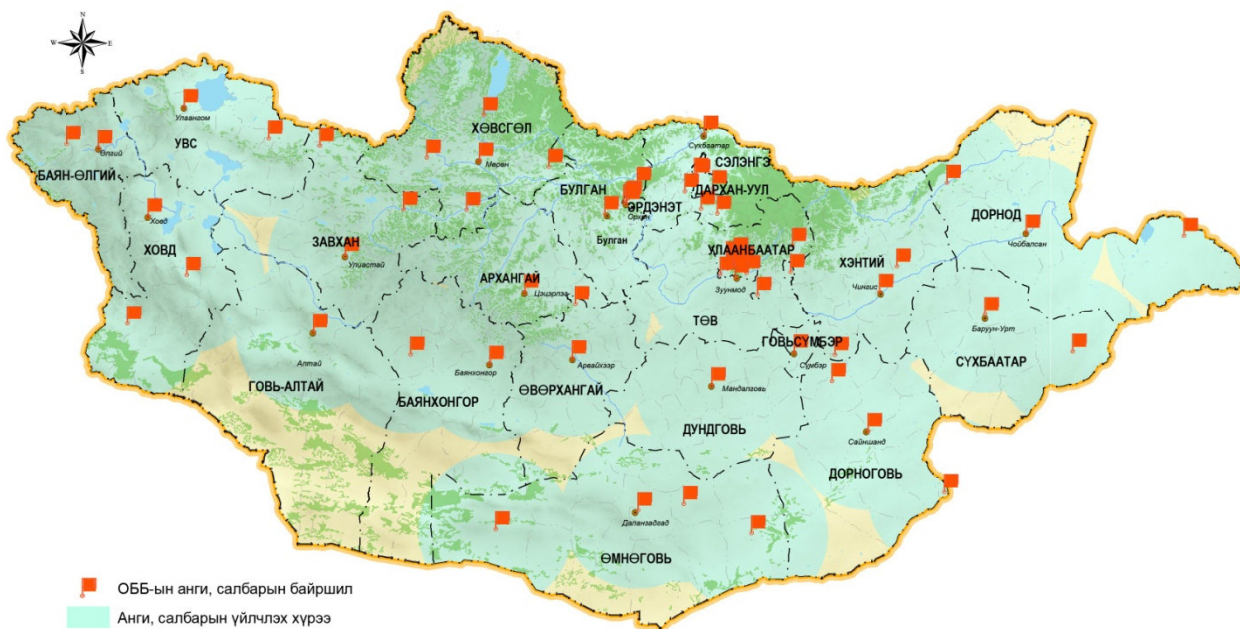 N
W E
S
Улаангом
УВС
Өлгий
БАЯН-ӨЛГИЙ
ХӨВСГӨЛ
Мөрөн
Сүхбаатар
СЭЛЭНГЭ
ДАРХАН-УУЛ
БУЛГАН
ЭРДЭНЭТ
Орхон
Булган
Ховд
ХОВД
ЗАВХАН
Улиастай
АРХАНГАЙ
Цэцэрлэг
УЛААНБААТАР
Зуунмод
ТӨВ
ХЭНТИЙ
Чингис
ДОРНОД
Чойбалсан
Баруун-Урт
СҮХБААТАР
ГОВЬСҮМБЭР
Сүмбэр
Алтай
ГОВЬ-АЛТАЙ
Баянхонгор
БАЯНХОНГОР
Арвайхээр
ӨВӨРХАНГАЙ
Мандалговь
ДУНДГОВЬ
Сайншанд
ДОРНОГОВЬ
Даланзадгад
ӨМНӨГОВЬ
ОББ-ын анги, салбарын байршил
Анги, салбарын үйлчлэх хүрээ